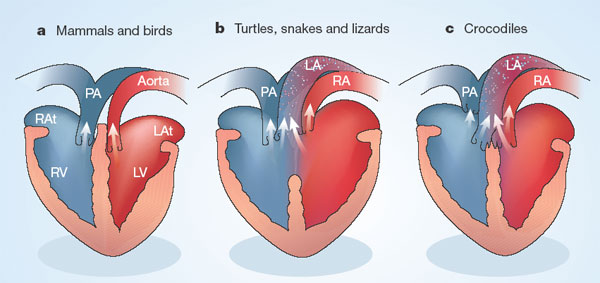 a Mammals and birds
PA
Aorta
RAt
LAt
RV
LV
b Turtles, snakes and lizards
LA
PA
RA
c Crocodiles
LA
PA
RA